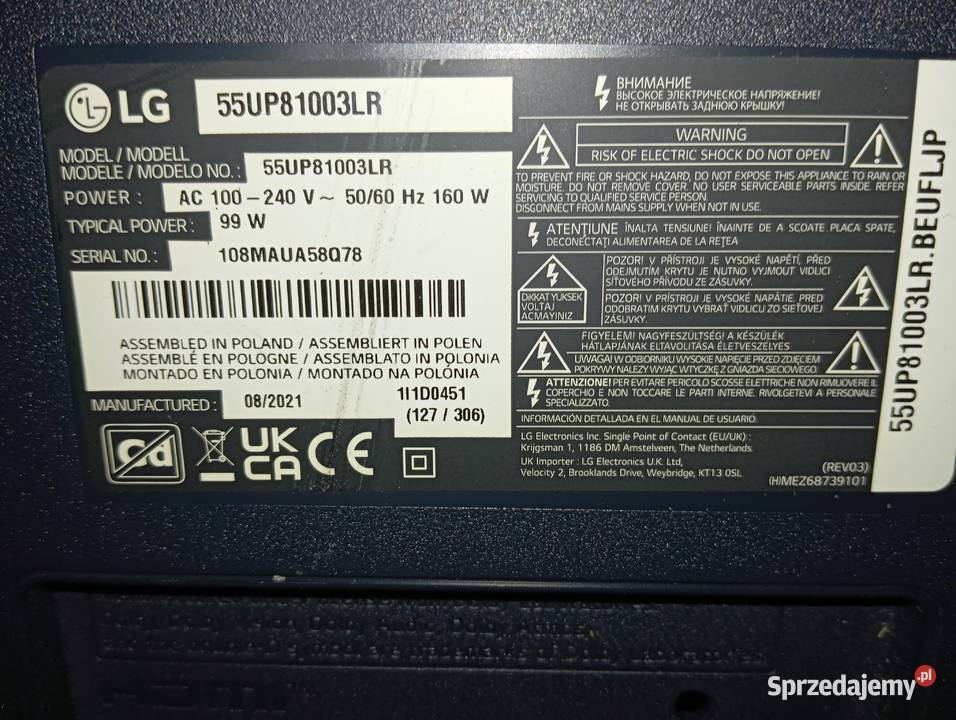 LG
55UP81003LR
MODEL / MODELL
MODELE / MODELO NO. :
55UP81003LR
POWER :
AC 100 – 240 V ~ 50/60 Hz 160 W
TYPICAL POWER :
99 W
SERIAL NO. :
108MAUA58Q78
ASSEMBLED IN POLAND / ASSEMBLIERT IN POLEN
ASSEMBLÉ EN POLOGNE / ASSEMBLATO IN POLONIA
MONTADO EN POLONIA / MONTADO NA POLÓNIA
MANUFACTURED :
08/2021
1I1D0451
(127 / 306)
Cd
UK
CA
CE
ВНИМАНИЕ
ВЫСОКОЕ ЭЛЕКТРИЧЕСКОЕ НАПРЯЖЕНИЕ!
НЕ ОТКРЫВАТЬ ЗАДНЮЮ КРЫШКУ!
WARNING
RISK OF ELECTRIC SHOCK DO NOT OPEN
TO PREVENT FIRE OR SHOCK HAZARD, DO NOT EXPOSE THIS APPLIANCE TO RAIN OR
MOISTURE. DO NOT REMOVE COVER. NO USER SERVICEABLE PARTS INSIDE. REFER
SERVICING TO QUALIFIED SERVICE PERSON.
DISCONNECT FROM MAINS SUPPLY WHEN NOT IN USE.
ATENŢIUNE ÎNALTA TENSIUNE! ÎNAINTE DE A SCOATE PLACA SPATE,
DECONECTAŢI ALIMENTAREA DE LA REŢEA
DIKKAT YUKSEK
VOLTAJ
ACMAYINIZ
POZOR! V PŘÍSTROJI JE VYSOKÉ NAPĚTÍ, PŘED
ODEJMUTÍM KRYTU JE NUTNO VYJMOUT VIDLICI
SÍŤOVÉHO PŘÍVODU ZE ZÁSUVKY.
POZOR! V PRÍSTROJI JE VYSOKÉ NAPÄTIE. PRED
ODOBRATIM KRYTU VYBRAŤ VIDLICU ZO SIEŤOVEJ
ZÁSUVKY.
FIGYELEM! NAGYFESZÜLTSÉG! A KÉSZÜLÉK
HÁTLAPJÁNAK ELTÁVOLÍTÁSA ÉLETVESZÉLYES
UWAGA! W ODBIORNIKU WYSOKIE NAPIĘCIE PRZED ZDJĘCIEM
POKRYWY NALEŻY WYJĄĆ WTYCZKĘ Z GNIAZDA SIECIOWEGO
ATTENZIONE! PER EVITARE PERICOLO SCOSSE ELETTRICHE NON RIMUOVERE IL
COPERCHIO E NON TOCCARE LE PARTI INTERNE. RIVOLGETEVI A PERSONALE
SPECIALIZZATO.
INFORMACIÓN DETALLADA EN EL MANUAL DE USUARIO.
LG Electronics Inc. Single Point of Contact (EU/UK) :
Krijgsman 1, 1186 DM Amstelveen, The Netherlands
UK Importer : LG Electronics U.K. Ltd,
Velocity 2, Brooklands Drive, Weybridge, KT13 0SL
(REV03)
(H)MEZ68739101
55UP81003LR.BEUFLJP
Sprzedajemy.pl